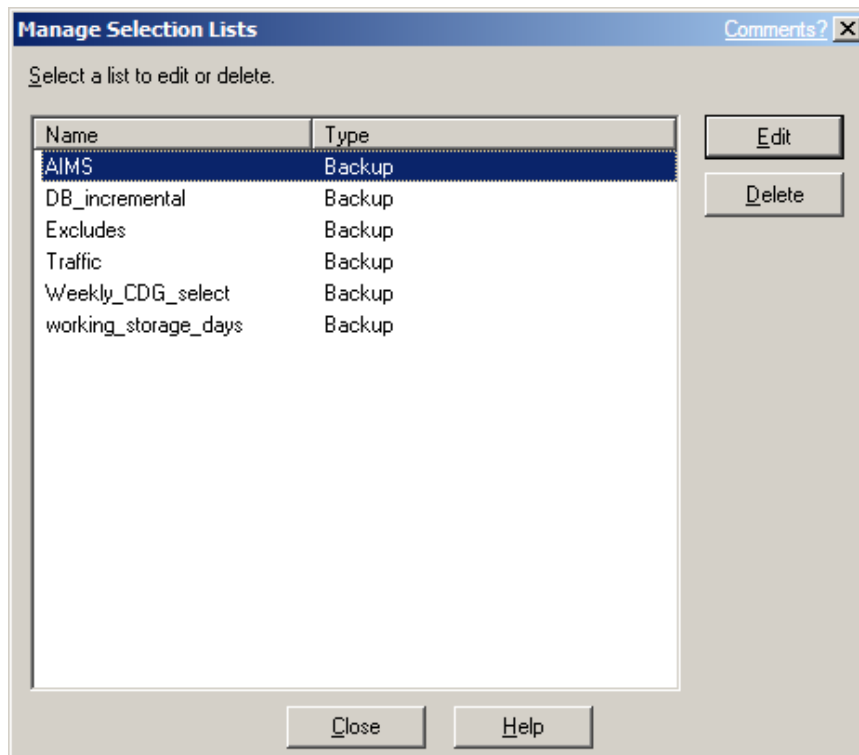 Manage Selection Lists Comments?
Select a list to edit or delete.
Name Type Edit
AIMS Backup
DB_incremental Backup Delete
Excludes Backup
Traffic Backup
Weekly_CDG_select Backup
working_storage_days Backup
Close Help